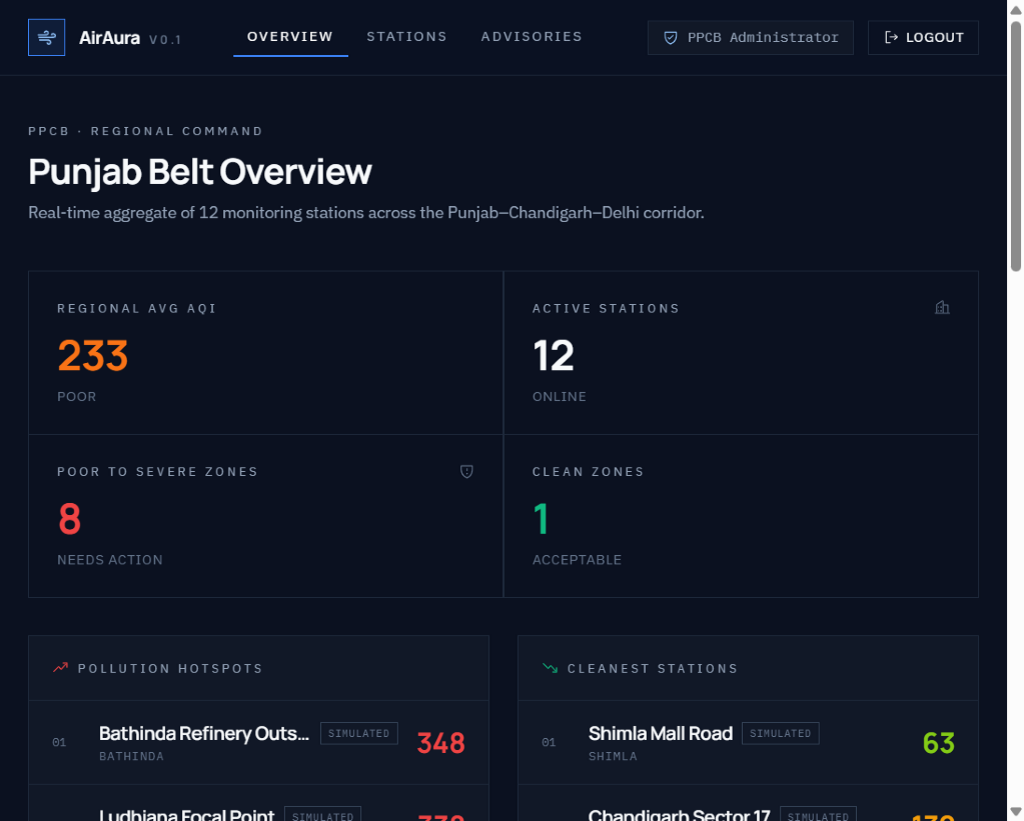 AirAura V0.1
OVERVIEW STATIONS ADVISORIES
PPCB Administrator
LOGOUT
PPCB · REGIONAL COMMAND
Punjab Belt Overview
Real-time aggregate of 12 monitoring stations across the Punjab–Chandigarh–Delhi corridor.
REGIONAL AVG AQI
233
POOR
ACTIVE STATIONS
12
ONLINE
POOR TO SEVERE ZONES
8
NEEDS ACTION
CLEAN ZONES
1
ACCEPTABLE
POLLUTION HOTSPOTS
01 Bathinda Refinery Outs... SIMULATED 348
BATHINDA
Ludhiana Focal Point SIMULATED
CLEANEST STATIONS
01 Shimla Mall Road SIMULATED 63
SHIMLA
Chandigarh Sector 17 SIMULATED